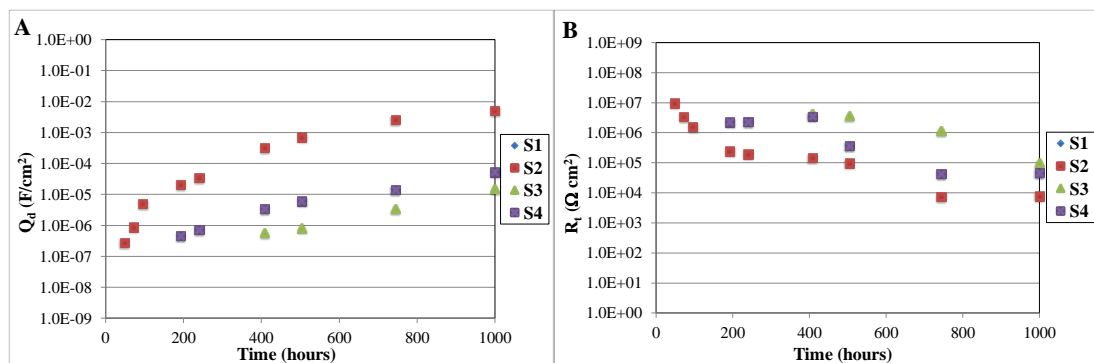 A
Q_d (F/cm²)
1.0E+00
1.0E-01
1.0E-02
1.0E-03
1.0E-04
1.0E-05
1.0E-06
1.0E-07
1.0D-08
1.0E-09
0 200 400 600 800 1000
Time (hours)
S1
S2
S3
S4
B
R_t (Ω cm²)
1.0E+09
1.0E+08
1.0E+07
1.0E+06
1.0E+05
1.0E+04
1.0E+03
1.0E+02
1.0E+01
1.0E+00
0 200 400 600 800 1000
Time (hours)
S1
S2
S3
S4